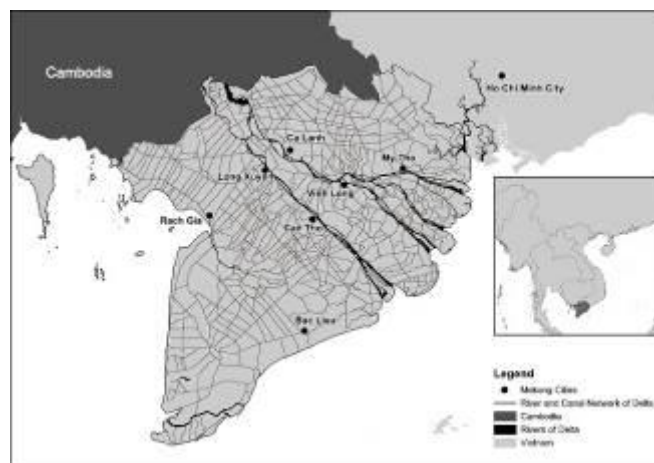 Cambodia
Ho Chi Minh City
Ca Lanh
My Tho
Long Xuyen
Vinh Long
Rach Gia
Can Tho
Bac Lieu
Legend
Mekong Cities
River and Canal Network of Delta
Cambodia
Rivers of Delta
Vietnam